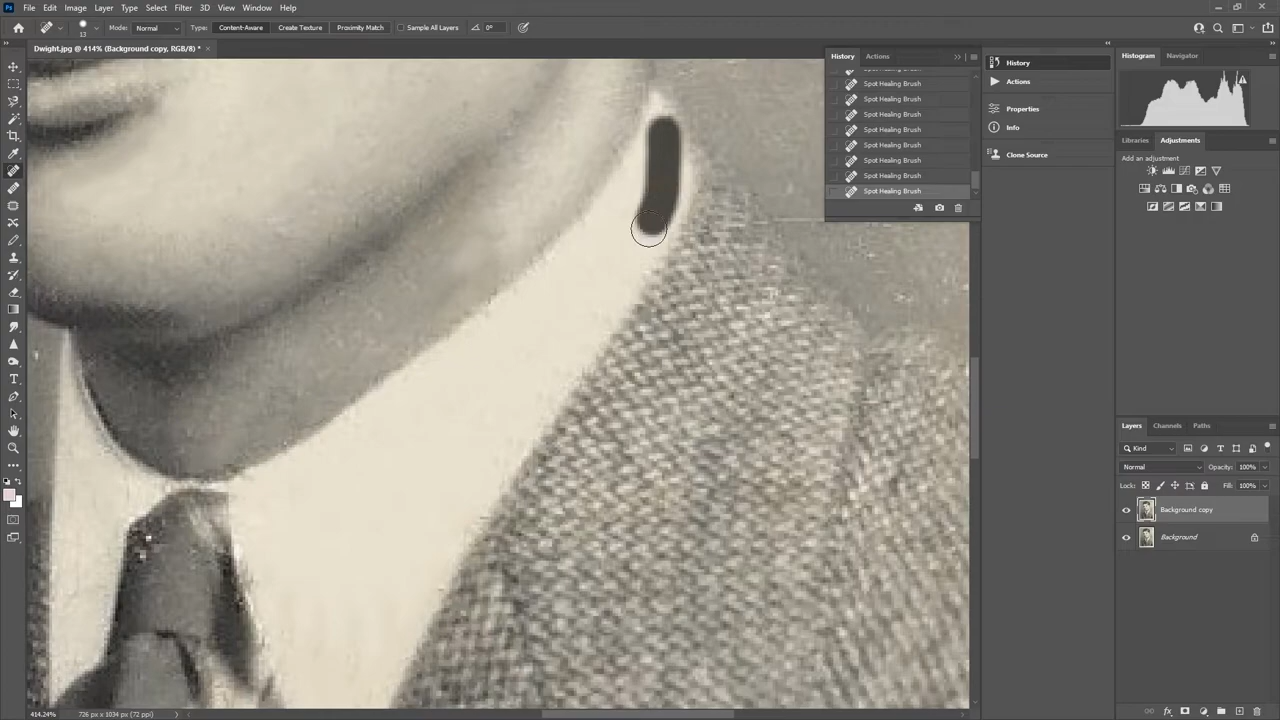 Ps File Edit Image Layer Type Select Filter 3D View Window Help
13 Mode: Normal Type: Content-Aware Create Texture Proximity Match Sample All Layers 0°
Dwight.jpg @ 414% (Background copy, RGB/8) * ×
History Actions
Spot Healing Brush
Spot Healing Brush
Spot Healing Brush
Spot Healing Brush
Spot Healing Brush
Spot Healing Brush
Spot Healing Brush
Spot Healing Brush
History
Actions
Properties
Info
Clone Source
Histogram Navigator
Libraries Adjustments
Add an adjustment
Layers Channels Paths
Kind
Normal Opacity: 100%
Lock: Fill: 100%
Background copy
Background
414.24% 726 px x 1034 px (72 ppi)